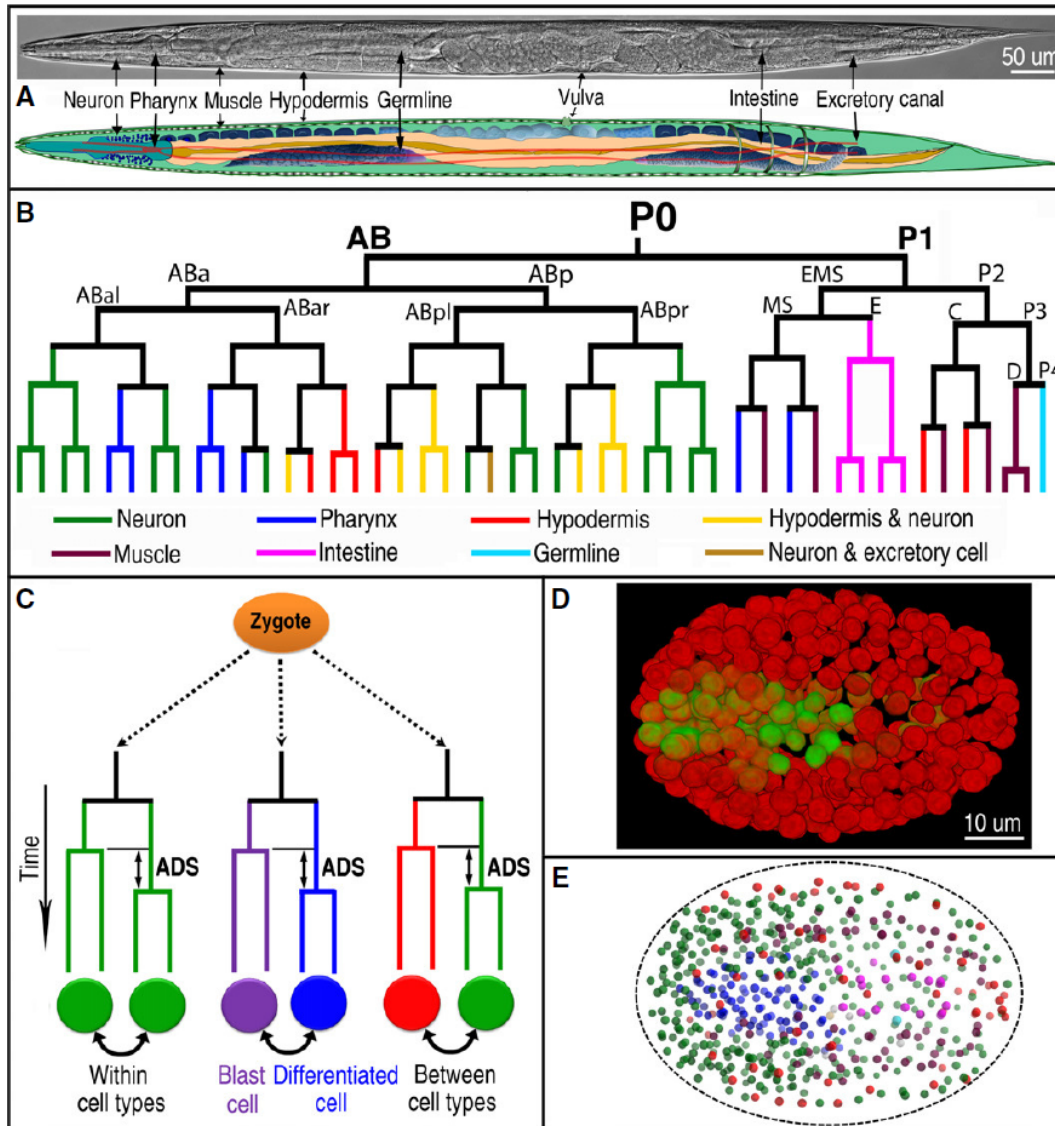 50 um
A
Neuron Pharynx Muscle Hypodermis Germline Vulva Intestine Excretory canal
B
P0
AB P1
ABa ABp EMS P2
ABal ABar ABpl ABpr MS E C P3
D P4
Neuron Pharynx Hypodermis Hypodermis & neuron
Muscle Intestine Germline Neuron & excretory cell
C
Zygote
Time
ADS ADS ADS
Within
cell types
Blast
cell
Differentiated
cell
Between
cell types
D
10 um
E